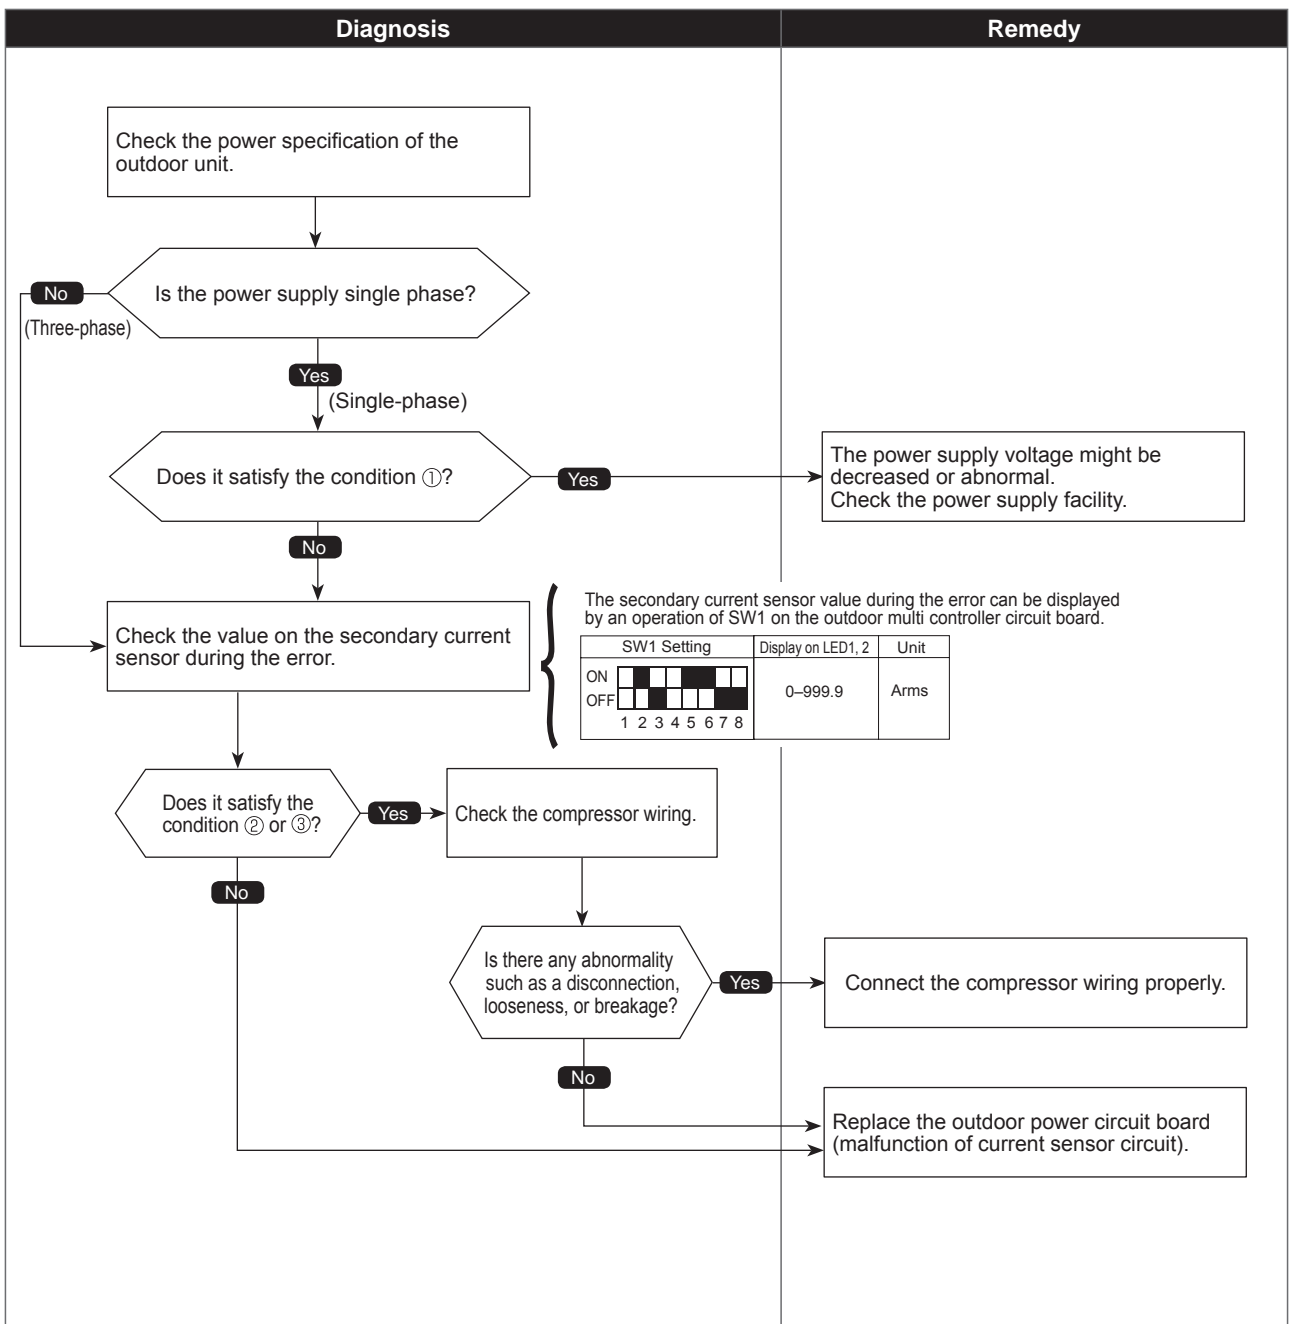 Diagnosis
Remedy
Check the power specification of the
outdoor unit.
No
(Three-phase)
Is the power supply single phase?
Yes
(Single-phase)
Does it satisfy the condition ①?
Yes
The power supply voltage might be
decreased or abnormal.
Check the power supply facility.
No
Check the value on the secondary current
sensor during the error.
The secondary current sensor value during the error can be displayed
by an operation of SW1 on the outdoor multi controller circuit board.
SW1 Setting
Display on LED1, 2
Unit
ON
OFF
1 2 3 4 5 6 7 8
0–999.9
Arms
Does it satisfy the
condition ② or ③?
Yes
Check the compressor wiring.
No
Is there any abnormality
such as a disconnection,
looseness, or breakage?
Yes
Connect the compressor wiring properly.
No
Replace the outdoor power circuit board
(malfunction of current sensor circuit).